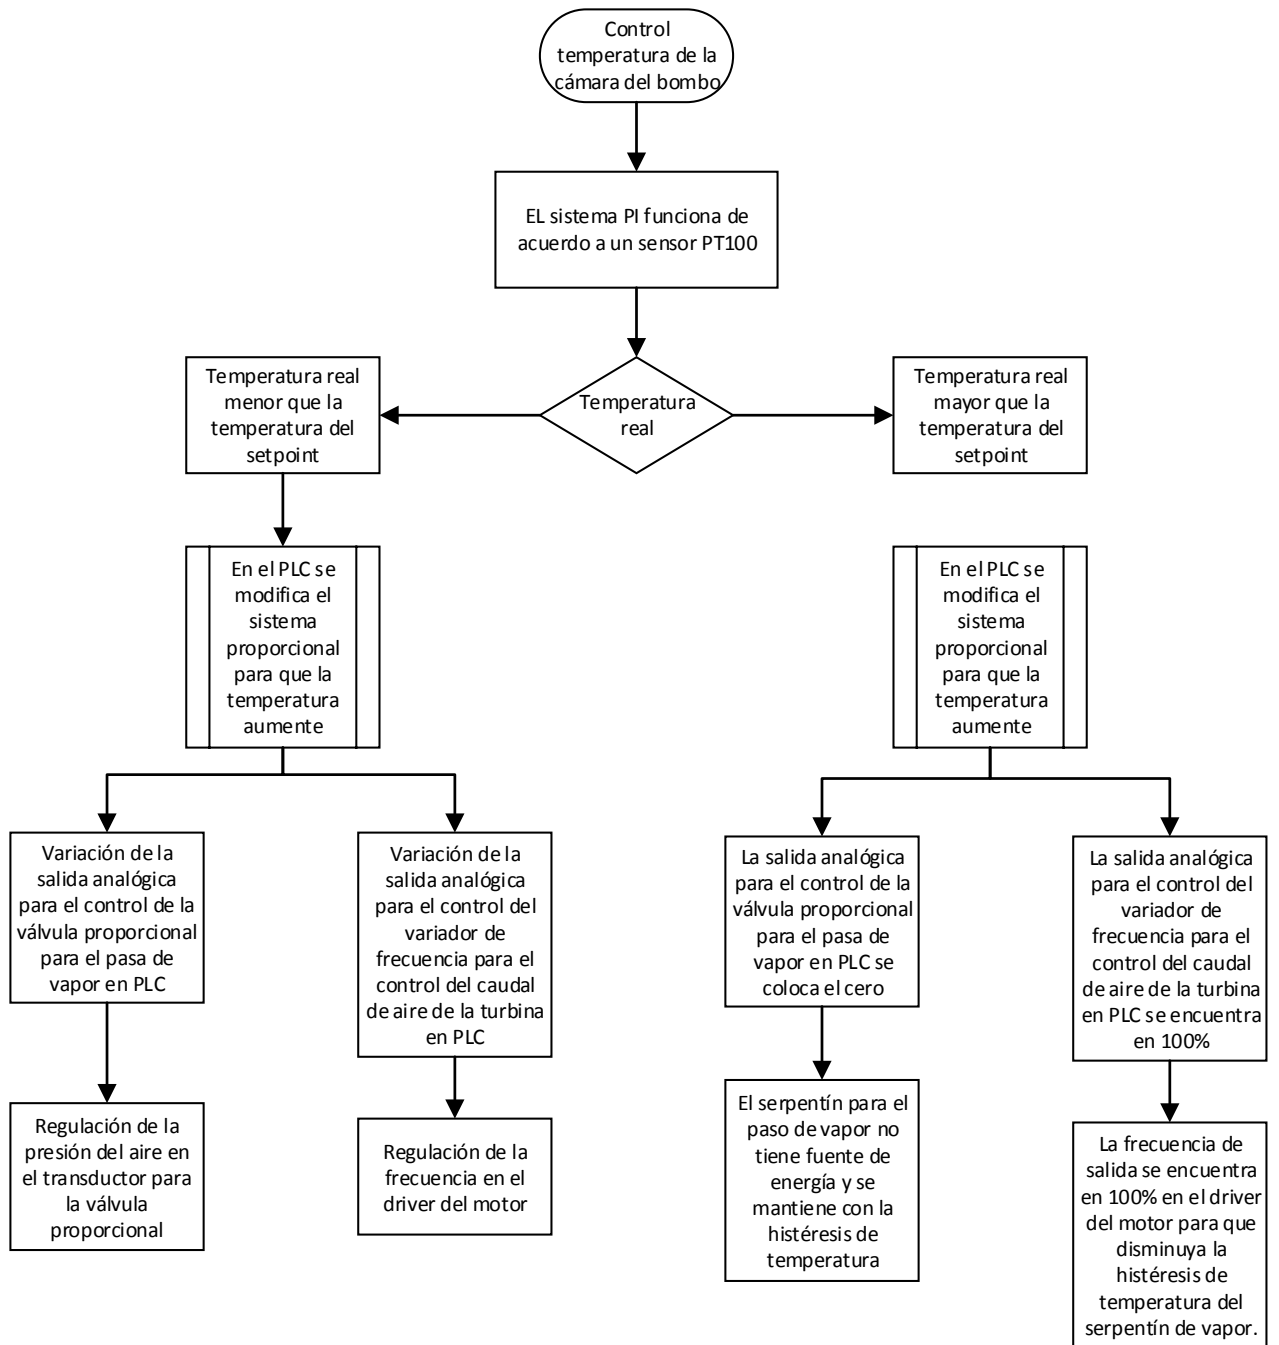 Control
temperatura de la
cámara del bombo
EL sistema PI funciona de
acuerdo a un sensor PT100
Temperatura real
menor que la
temperatura del
setpoint
Temperatura
real
Temperatura real
mayor que la
temperatura del
setpoint
En el PLC se
modifica el
sistema
proporcional
para que la
temperatura
aumente
En el PLC se
modifica el
sistema
proporcional
para que la
temperatura
aumente
Variación de la
salida analógica
para el control de la
válvula proporcional
para el pasa de
vapor en PLC
Variación de la
salida analógica
para el control del
variador de
frecuencia para el
control del caudal
de aire de la turbina
en PLC
La salida analógica
para el control de la
válvula proporcional
para el pasa de
vapor en PLC se
coloca el cero
La salida analógica
para el control del
variador de
frecuencia para el
control del caudal
de aire de la turbina
en PLC se encuentra
en 100%
Regulación de la
presión del aire en
el transductor para
la válvula
proporcional
Regulación de la
frecuencia en el
driver del motor
El serpentín para el
paso de vapor no
tiene fuente de
energía y se
mantiene con la
histéresis de
temperatura
La frecuencia de
salida se encuentra
en 100% en el driver
del motor para que
disminuya la
histéresis de
temperatura del
serpentín de vapor.